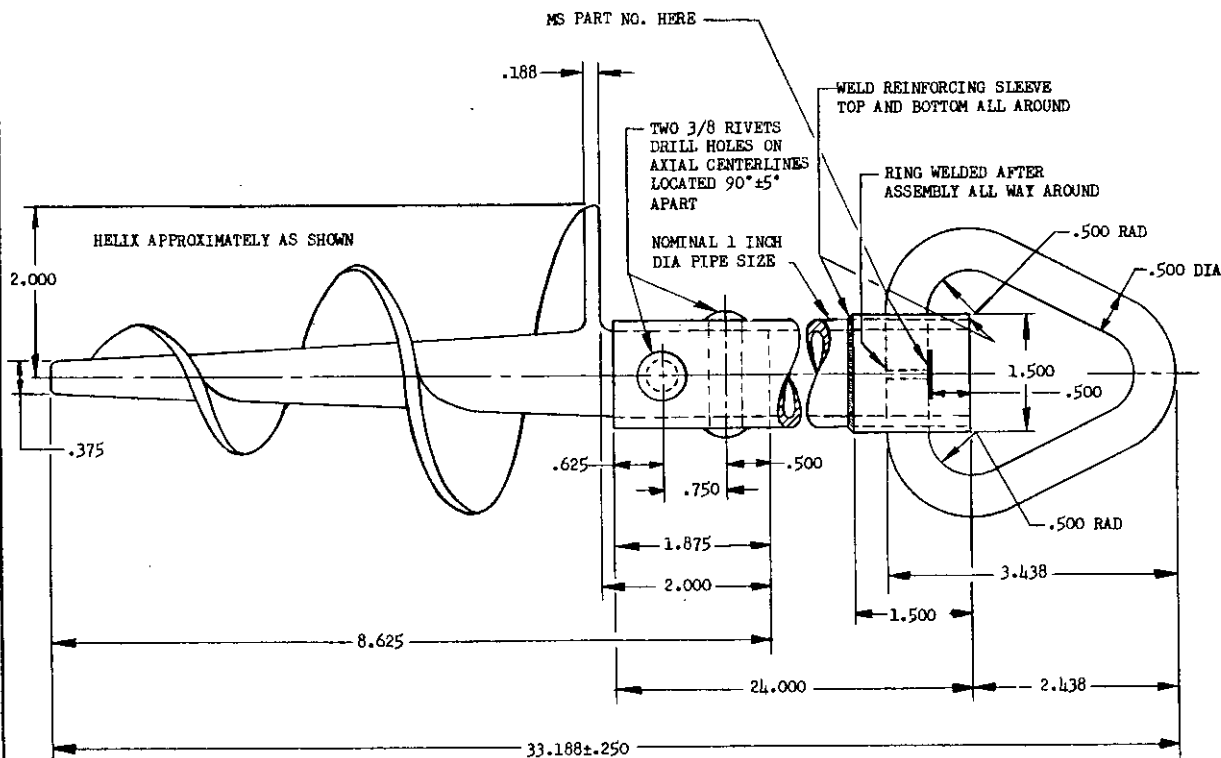 MS PART NO. HERE
.188
WELD REINFORCING SLEEVE
TOP AND BOTTOM ALL AROUND
TWO 3/8 RIVETS
DRILL HOLES ON
AXIAL CENTERLINES
LOCATED 90°±5°
APART
RING WELDED AFTER
ASSEMBLY ALL WAY AROUND
HELIX APPROXIMATELY AS SHOWN
NOMINAL 1 INCH
DIA PIPE SIZE
.500 RAD
.500 DIA
2.000
1.500
.500
.375
.625
.500
.750
.500 RAD
1.875
3.438
2.000
1.500
8.625
24.000
2.438
33.188±.250